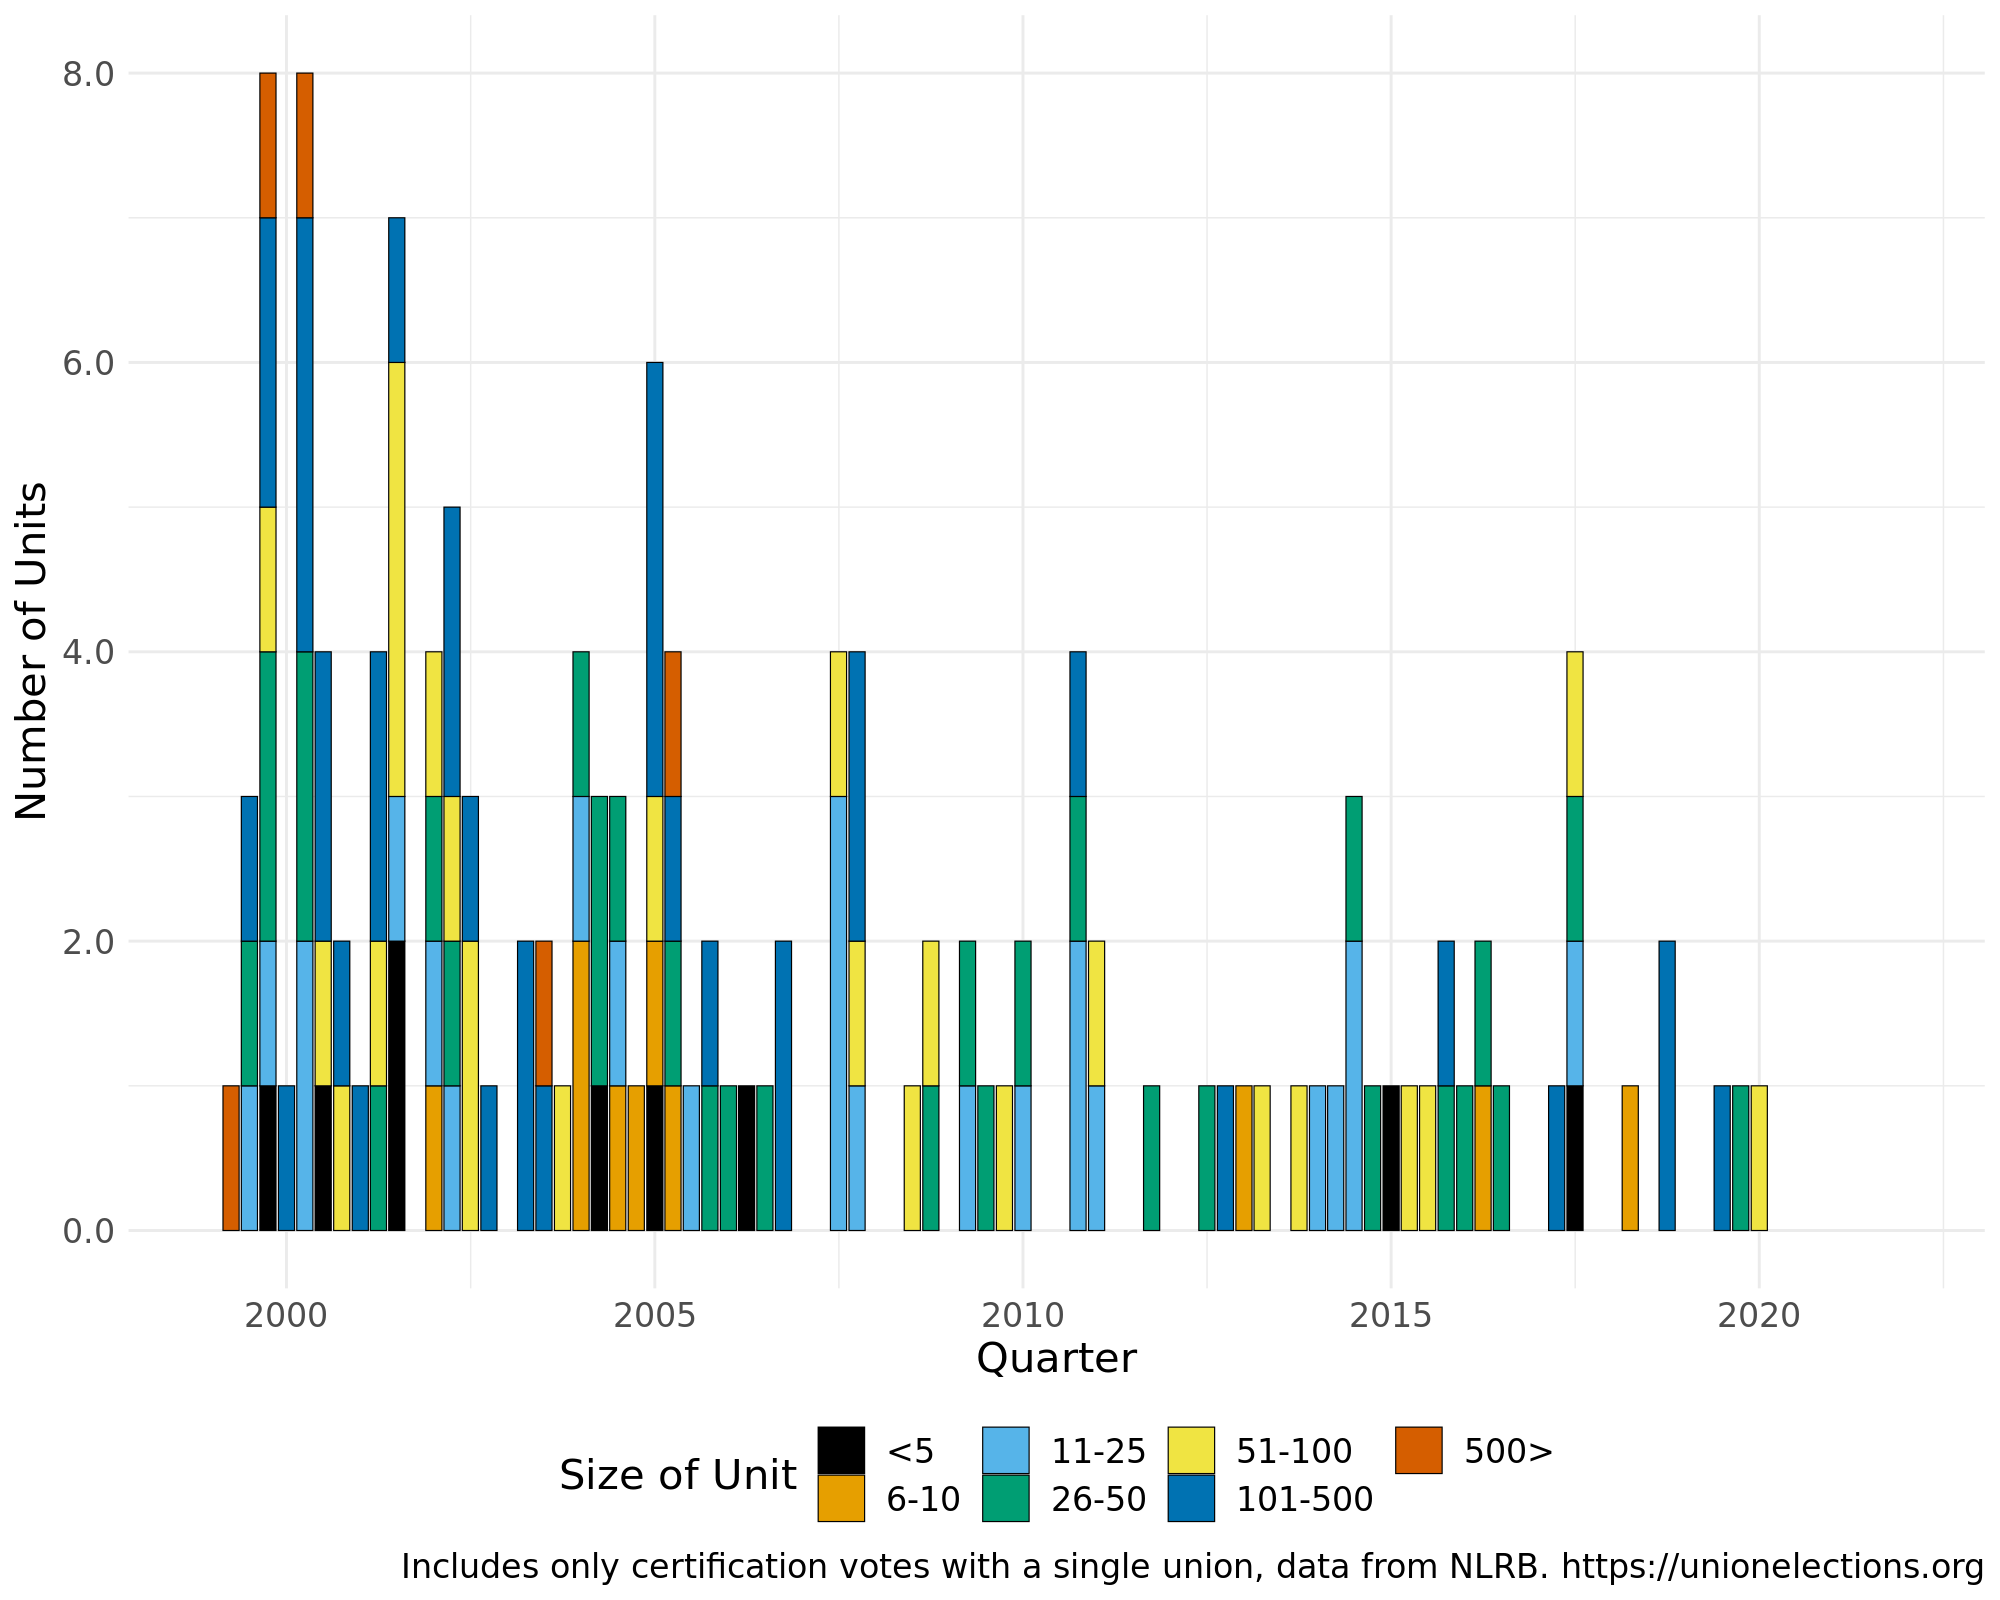 8.0
6.0
4.0
2.0
0.0
Number of Units
2000 2005 2010 2015 2020
Quarter
Size of Unit
<5 11-25 51-100 500>
6-10 26-50 101-500
Includes only certification votes with a single union, data from NLRB. https://unionelections.org